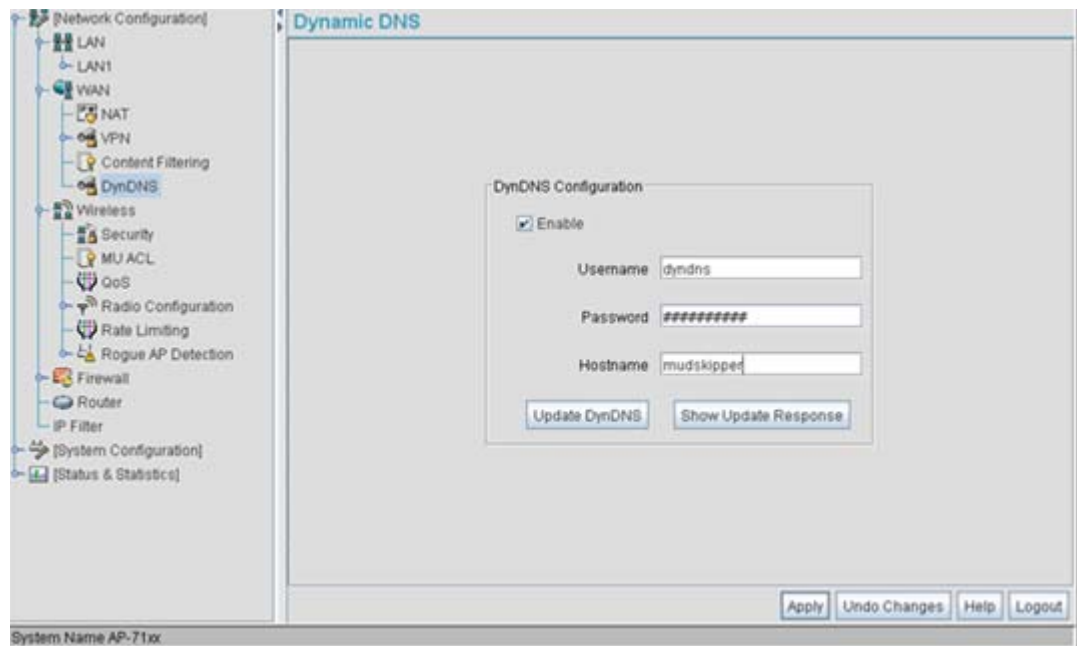 [Network Configuration]
LAN
LAN1
WAN
NAT
VPN
Content Filtering
DynDNS
Wireless
Security
MU ACL
QoS
Radio Configuration
Rate Limiting
Rogue AP Detection
Firewall
Router
IP Filter
[System Configuration]
[Status & Statistics]
Dynamic DNS
DynDNS Configuration
Enable
Username dyndns
Password ##########
Hostname mudskipper
Update DynDNS Show Update Response
Apply Undo Changes Help Logout
System Name AP-71xx